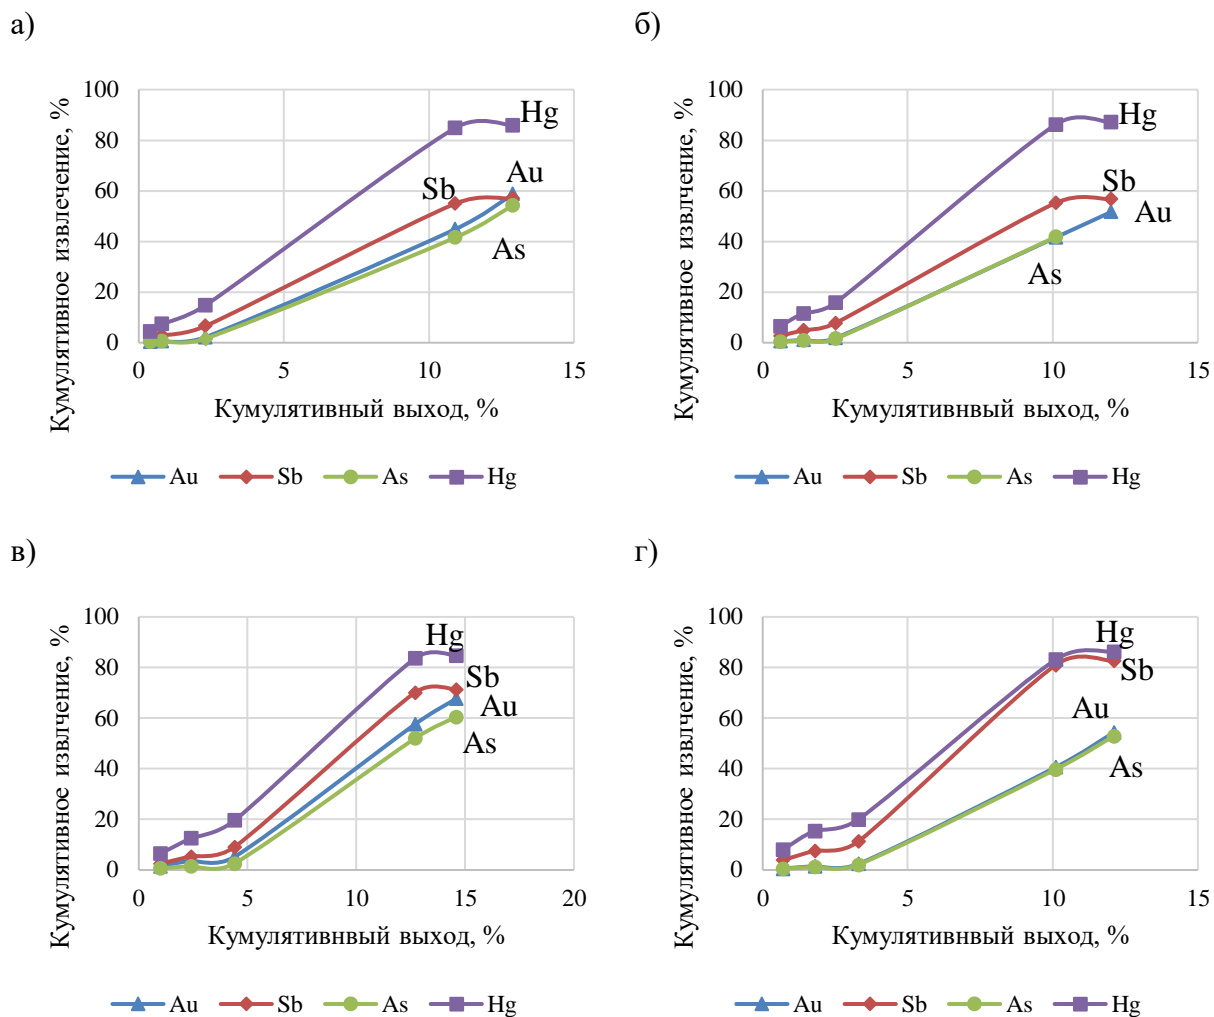 а)
Кумулятивное извлечение, %
100
80
60
40
20
0
0 5 10 15
Кумулятивный выход, %
Hg
Au
Sb
As
Au Sb As Hg
б)
Кумулятивное извлчение, %
100
80
60
40
20
0
0 5 10 15
Кумулятивнвый выход, %
Hg
Sb
Au
As
Au Sb As Hg
в)
Кумулятивное извлчение, %
100
80
60
40
20
0
0 5 10 15 20
Кумулятивнвый выход, %
Hg
Sb
Au
As
Au Sb As Hg
г)
Кумулятивное извлчение, %
100
80
60
40
20
0
0 5 10 15
Кумулятивнвый выход, %
Hg
Sb
Au
As
Au Sb As Hg